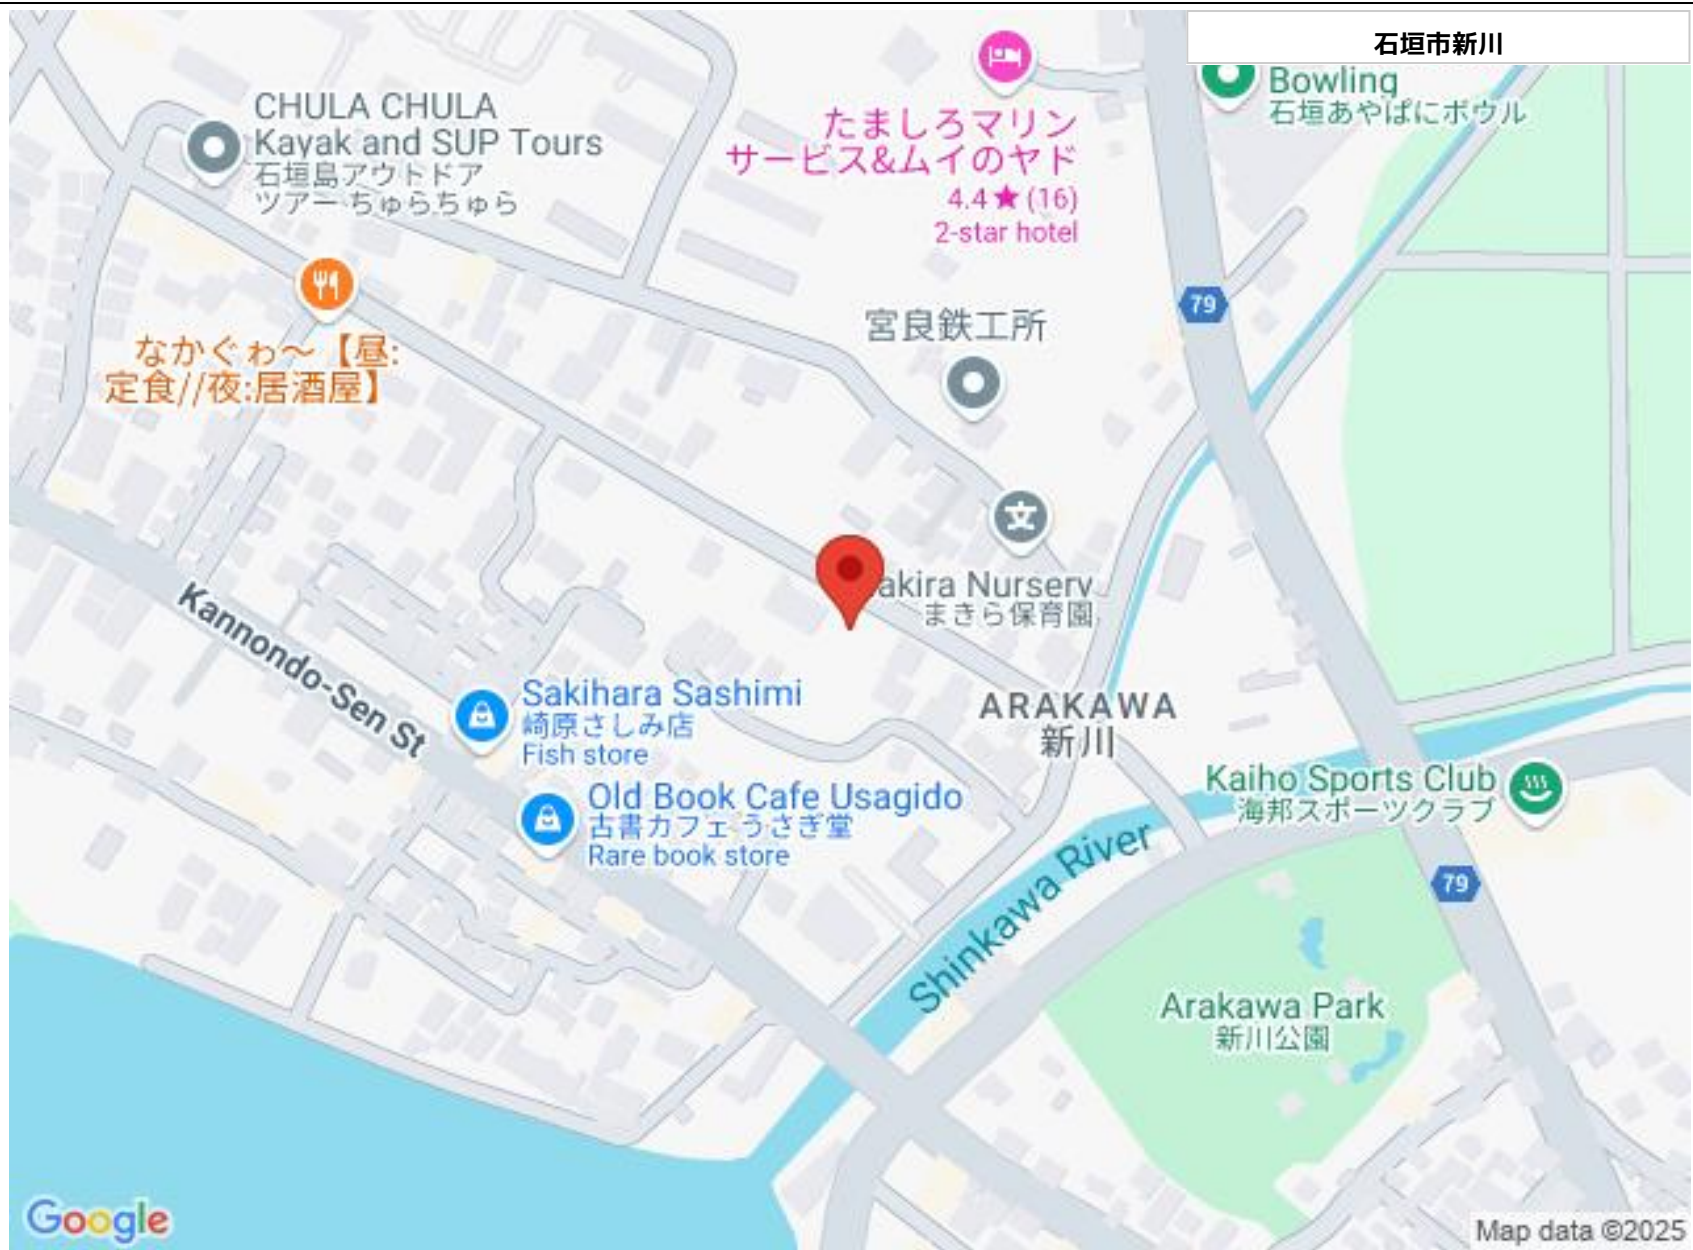 石垣市新川
Bowling
石垣あやぱにボウル
CHULA CHULA
Kayak and SUP Tours
石垣島アウトドア
ツアー ちゅらちゅら
たましろマリン
サービス&ムイのヤド
4.4★(16)
2-star hotel
79
宮良鉄工所
なかぐゎ〜【昼:
定食//夜:居酒屋】
文
akira Nursery
まきら保育園
Kannondo-Sen St
Sakihara Sashimi
崎原さしみ店
Fish store
ARAKAWA
新川
Old Book Cafe Usagido
古書カフェ うさぎ堂
Rare book store
Kaiho Sports Club
海邦スポーツクラブ
Shinkawa River
79
Arakawa Park
新川公園
Google
Map data ©2025